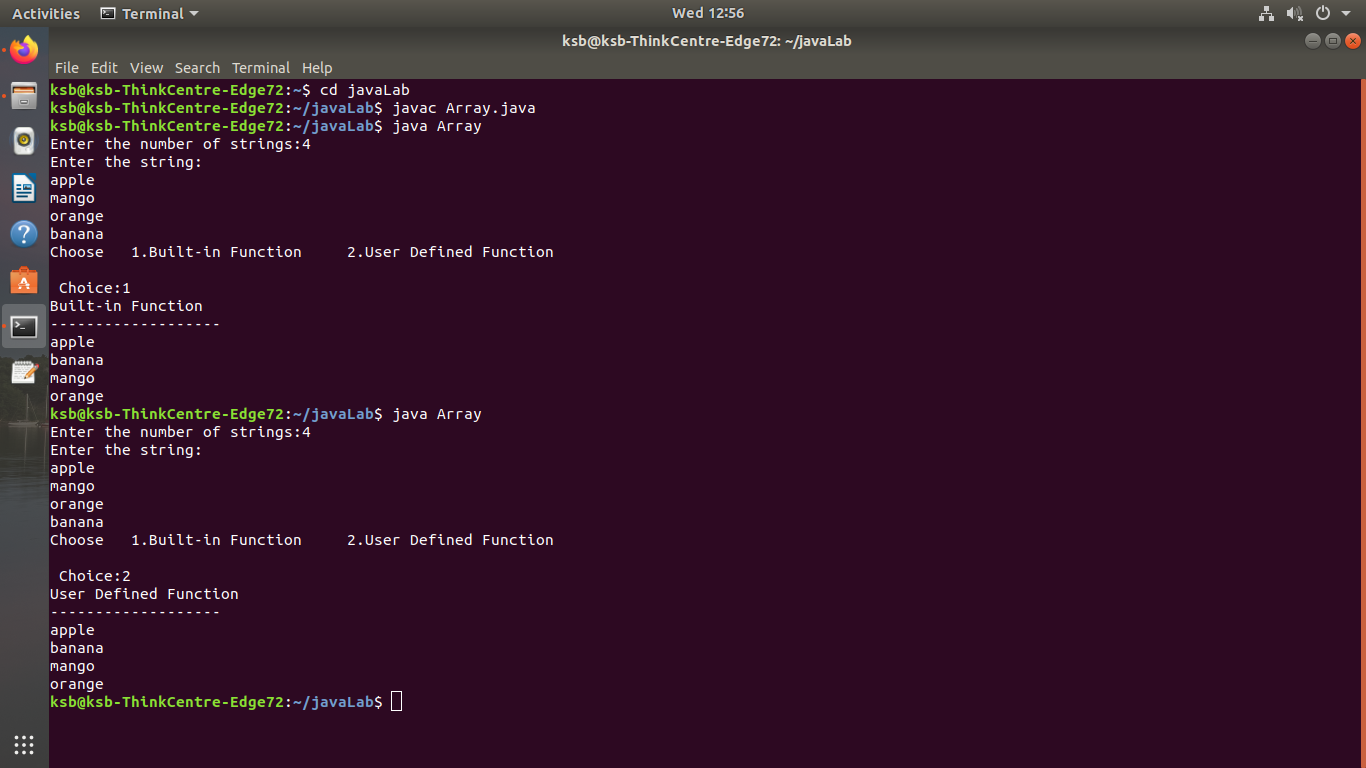 Activities Terminal Wed 12:56
ksb@ksb-ThinkCentre-Edge72: ~/javaLab
File Edit View Search Terminal Help
ksb@ksb-ThinkCentre-Edge72:~$ cd javaLab
ksb@ksb-ThinkCentre-Edge72:~/javaLab$ javac Array.java
ksb@ksb-ThinkCentre-Edge72:~/javaLab$ java Array
Enter the number of strings:4
Enter the string:
apple
mango
orange
banana
Choose   1.Built-in Function     2.User Defined Function
 Choice:1
Built-in Function
-------------------
apple
banana
mango
orange
ksb@ksb-ThinkCentre-Edge72:~/javaLab$ java Array
Enter the number of strings:4
Enter the string:
apple
mango
orange
banana
Choose   1.Built-in Function     2.User Defined Function
 Choice:2
User Defined Function
-------------------
apple
banana
mango
orange
ksb@ksb-ThinkCentre-Edge72:~/javaLab$